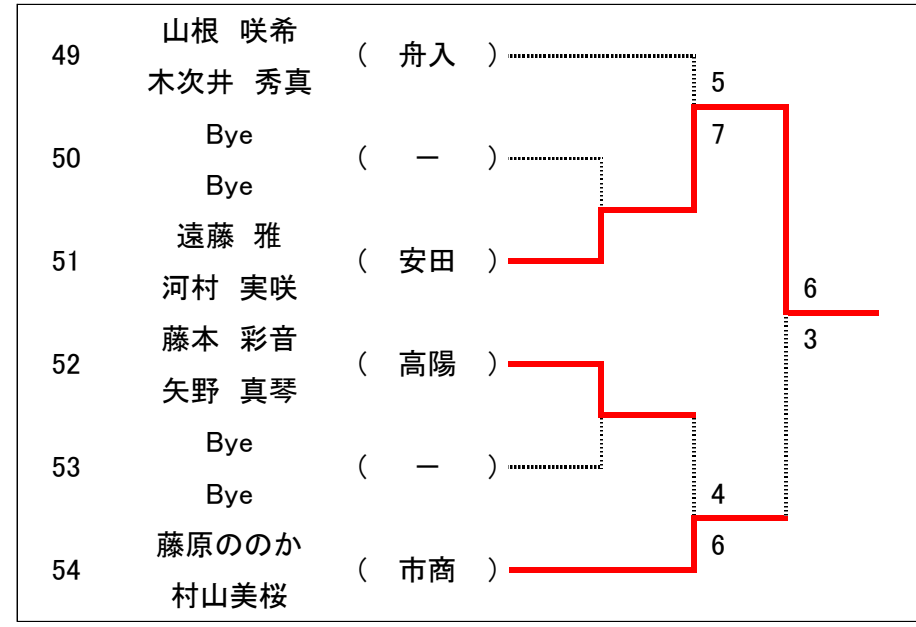 山根　咲希
49 （ 舟入 ）
木次井　秀真
5
7
Bye
50 （ － ）
Bye
遠藤　雅
51 （ 安田 ）
河村　実咲
6
3
藤本　彩音
52 （ 高陽 ）
矢野　真琴
Bye
53 （ － ）
Bye
4
6
藤原ののか
54 （ 市商 ）
村山美桜